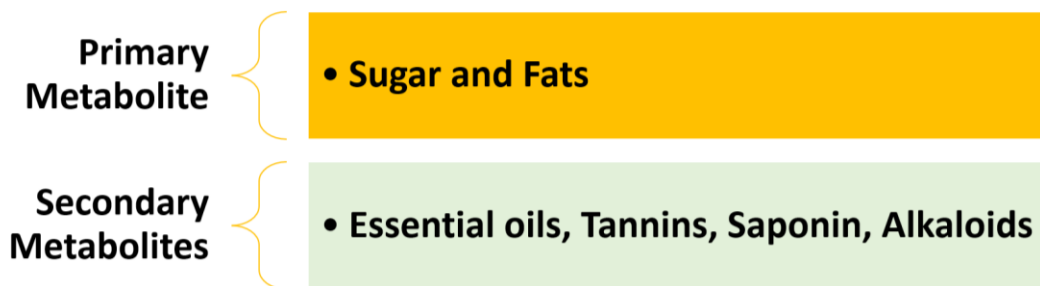 Primary
Metabolite
• Sugar and Fats
Secondary
Metabolites
• Essential oils, Tannins, Saponin, Alkaloids